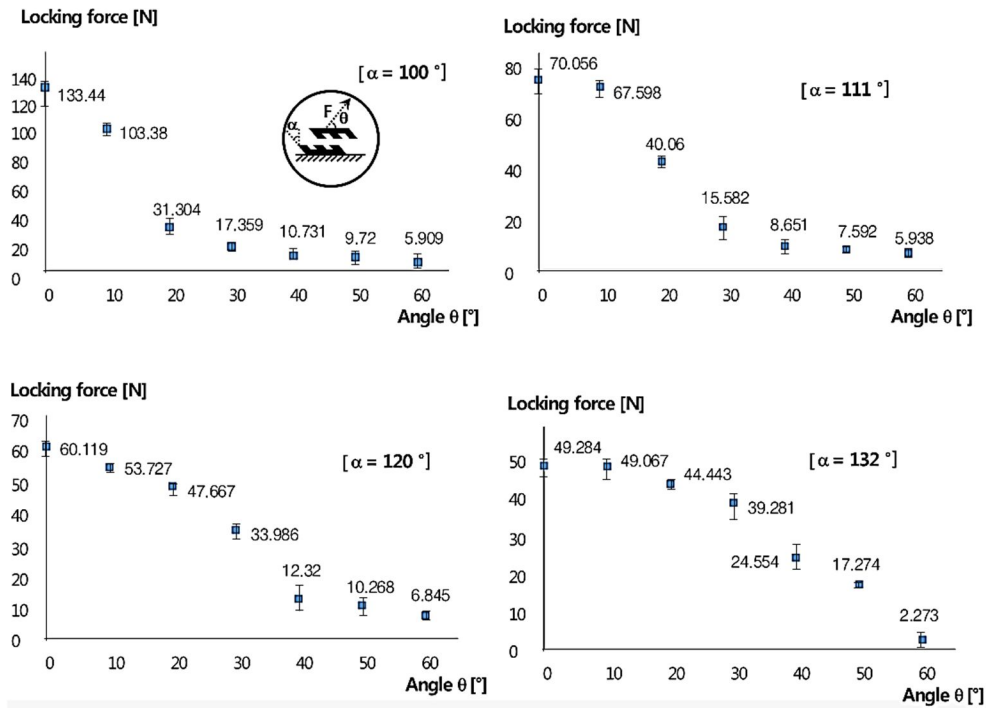 Locking force [N]
[ α = 100 ° ]
140
120
100
80
60
40
20
0
133.44
103.38
31.304
17.359
10.731
9.72
5.909
F
θ
α
0 10 20 30 40 50 60
Angle θ [°]
Locking force [N]
[ α = 111 ° ]
80
60
40
20
0
70.056
67.598
40.06
15.582
8.651
7.592
5.938
0 10 20 30 40 50 60
Angle θ [°]
Locking force [N]
[ α = 120 ° ]
70
60
50
40
30
20
10
0
60.119
53.727
47.667
33.986
12.32
10.268
6.845
0 10 20 30 40 50 60
Angle θ [°]
Locking force [N]
[ α = 132 ° ]
50
40
30
20
10
0
49.284
49.067
44.443
39.281
24.554
17.274
2.273
0 10 20 30 40 50 60
Angle θ [°]